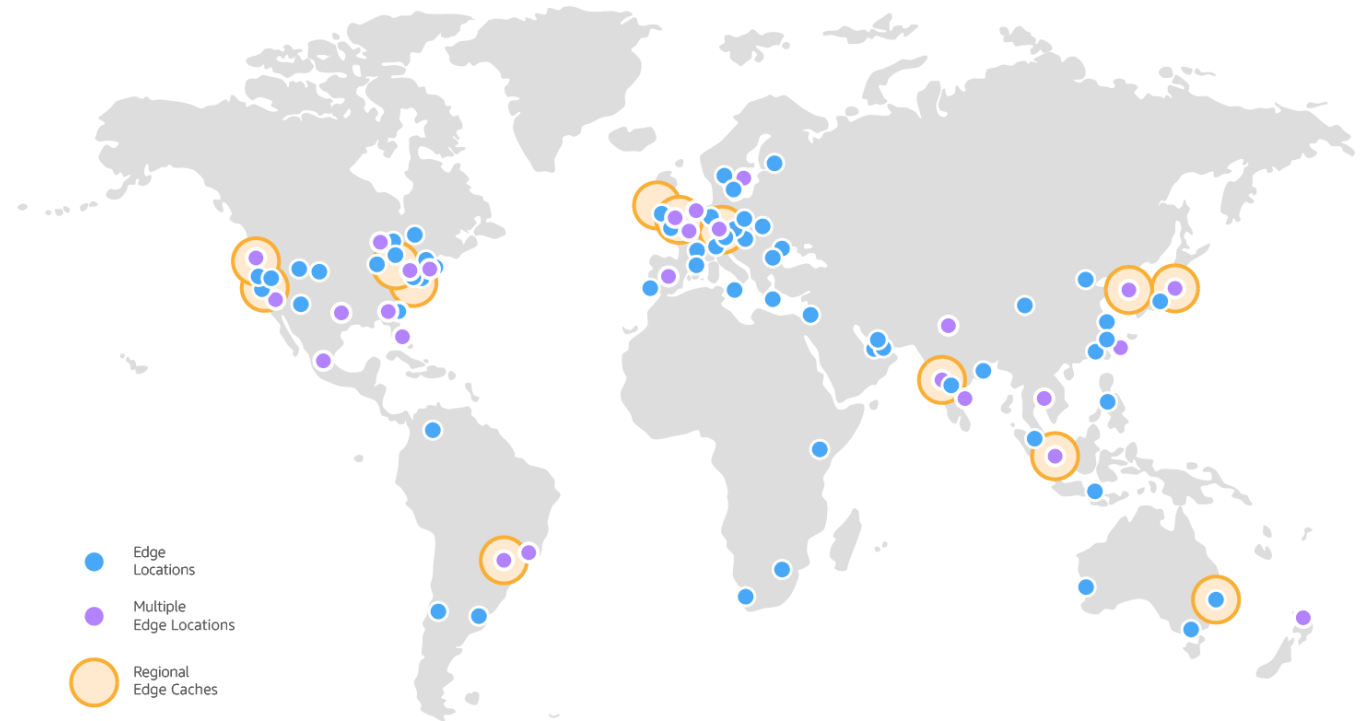 Edge
Locations
Multiple
Edge Locations
Regional
Edge Caches